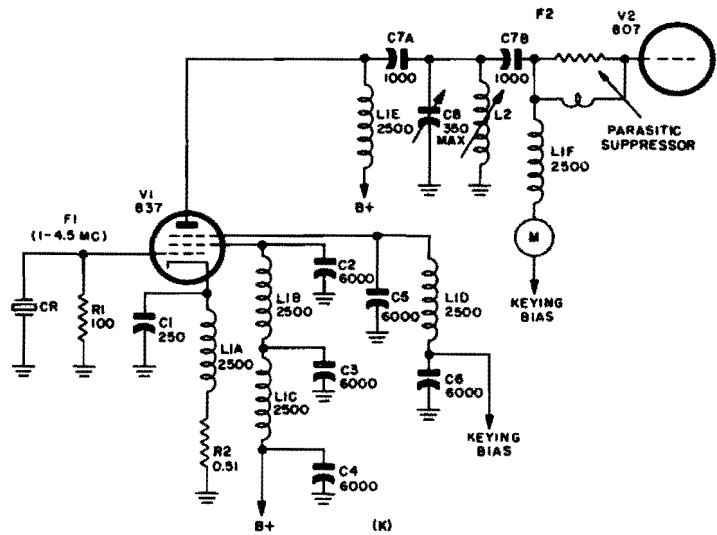 F2
V2
807
C7A
1000
C7B
1000
L1E
2500
C8
350
MAX
L2
PARASITIC
SUPPRESSOR
L1F
2500
B+
M
KEYING
BIAS
V1
837
F1
(1-4.5 MC)
CR
R1
100
C1
250
L1A
2500
R2
0.51
L1B
2500
C2
6000
C5
6000
L1D
2500
L1C
2500
C3
6000
C6
6000
KEYING
BIAS
C4
6000
B+
(K)